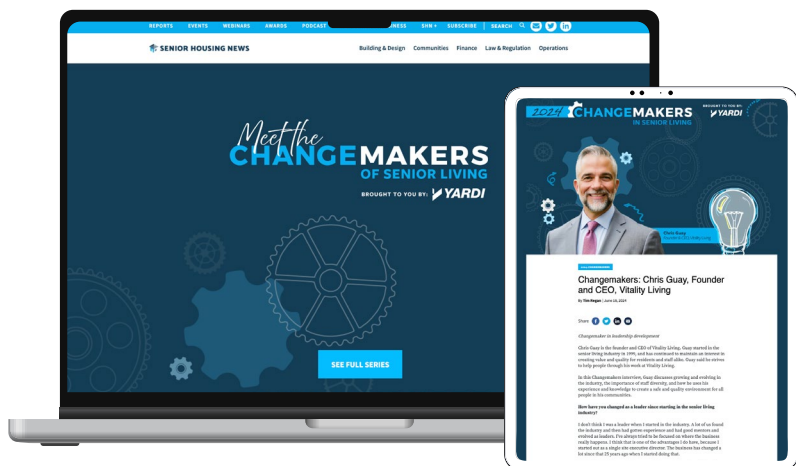 REPORTS EVENTS WEBINARS AWARDS PODCAST NESS SHN + SUBSCRIBE SEARCH
SENIOR HOUSING NEWS
Building & Design Communities Finance Law & Regulation Operations
Meet the
CHANGEMAKERS
OF SENIOR LIVING
BROUGHT TO YOU BY: YARDI
SEE FULL SERIES
2024 CHANGEMAKERS
IN SENIOR LIVING
BROUGHT TO YOU BY:
YARDI
Chris Guay
Founder & CEO, Vitality Living
Changemakers: Chris Guay, Founder
and CEO, Vitality Living
By Tim Regan | June 19, 2024
Share
Changemaker in leadership development
Chris Guay is the founder and CEO of Vitality Living. Guay started in the
senior living industry in 1999, and has continued to maintain an interest in
creating value and quality for residents and staff alike. Guay said he strives
to help people through his work at Vitality Living.
In this Changemakers interview, Guay discusses growing and evolving in
the industry, the importance of staff diversity, and how he uses his
experience and knowledge to create a safe and quality environment for all
people in his communities.
How have you changed as a leader since starting in the senior living
industry?
I don't think I was a leader when I started in the industry. A lot of us found
the industry and then had gotten experience and had good mentors and
evolved as leaders. I've always tried to be focused on where the business
really happens. I think that is one of the advantages I do have, because I
started out as a single site executive director. The business has changed a
lot since that 25 years ago when I started doing that.